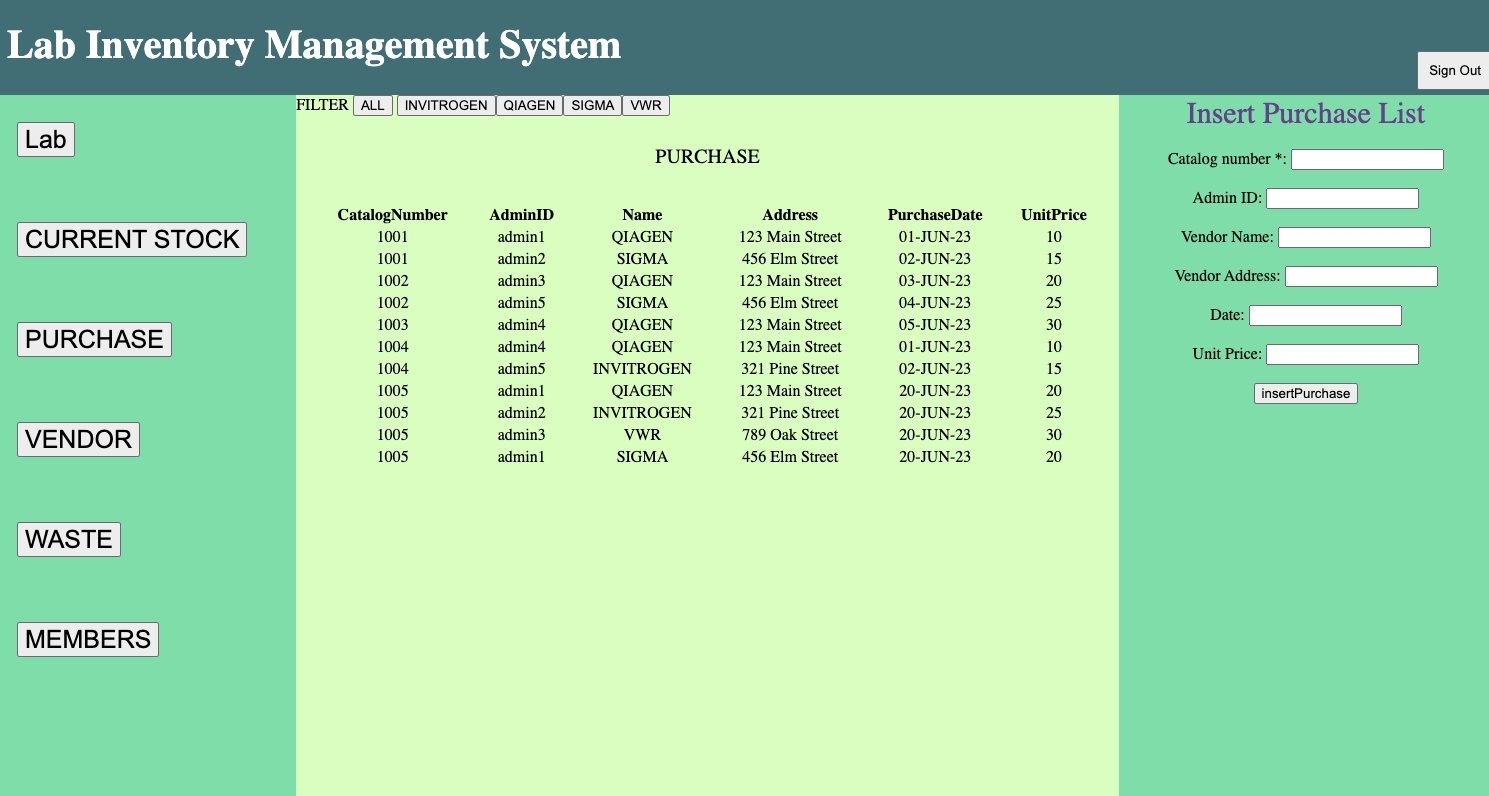 Lab Inventory Management System
Sign Out
Lab
CURRENT STOCK
PURCHASE
VENDOR
WASTE
MEMBERS
FILTER ALL INVITROGEN QIAGEN SIGMA VWR
PURCHASE
CatalogNumber AdminID Name Address PurchaseDate UnitPrice
1001 admin1 QIAGEN 123 Main Street 01-JUN-23 10
1001 admin2 SIGMA 456 Elm Street 02-JUN-23 15
1002 admin3 QIAGEN 123 Main Street 03-JUN-23 20
1002 admin5 SIGMA 456 Elm Street 04-JUN-23 25
1003 admin4 QIAGEN 123 Main Street 05-JUN-23 30
1004 admin4 QIAGEN 123 Main Street 01-JUN-23 10
1004 admin5 INVITROGEN 321 Pine Street 02-JUN-23 15
1005 admin1 QIAGEN 123 Main Street 20-JUN-23 20
1005 admin2 INVITROGEN 321 Pine Street 20-JUN-23 25
1005 admin3 VWR 789 Oak Street 20-JUN-23 30
1005 admin1 SIGMA 456 Elm Street 20-JUN-23 20
Insert Purchase List
Catalog number *:
Admin ID:
Vendor Name:
Vendor Address:
Date:
Unit Price:
insertPurchase